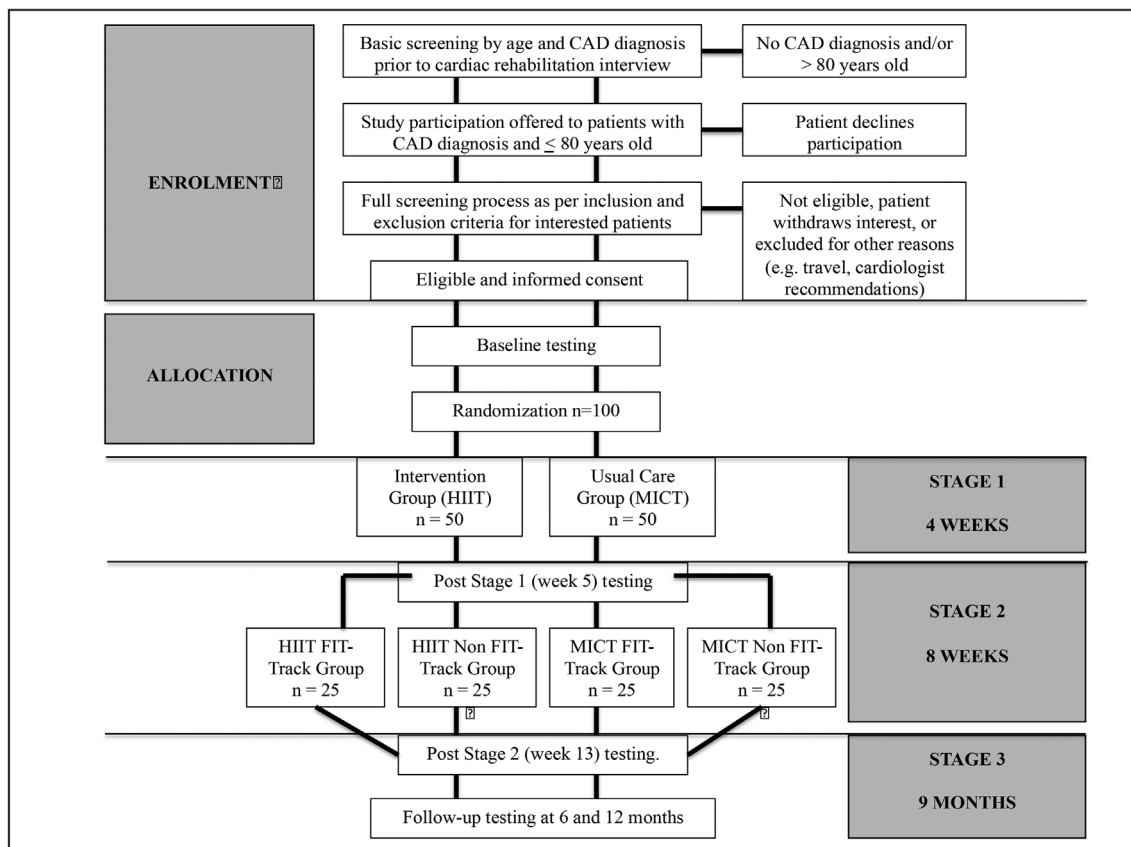 Basic screening by age and CAD diagnosis
prior to cardiac rehabilitation interview
No CAD diagnosis and/or
> 80 years old
Study participation offered to patients with
CAD diagnosis and ≤ 80 years old
Patient declines
participation
ENROLMENT⍰
Full screening process as per inclusion and
exclusion criteria for interested patients
Not eligible, patient
withdraws interest, or
excluded for other reasons
(e.g. travel, cardiologist
recommendations)
Eligible and informed consent
Baseline testing
ALLOCATION
Randomization n=100
Intervention
Group (HIIT)
n = 50
Usual Care
Group (MICT)
n = 50
STAGE 1
4 WEEKS
Post Stage 1 (week 5) testing
HIIT FIT-
Track Group
n = 25
HIIT Non FIT-
Track Group
n = 25
⍰
MICT FIT-
Track Group
n = 25
MICT Non FIT-
Track Group
n = 25
⍰
STAGE 2
8 WEEKS
Post Stage 2 (week 13) testing.
Follow-up testing at 6 and 12 months
STAGE 3
9 MONTHS